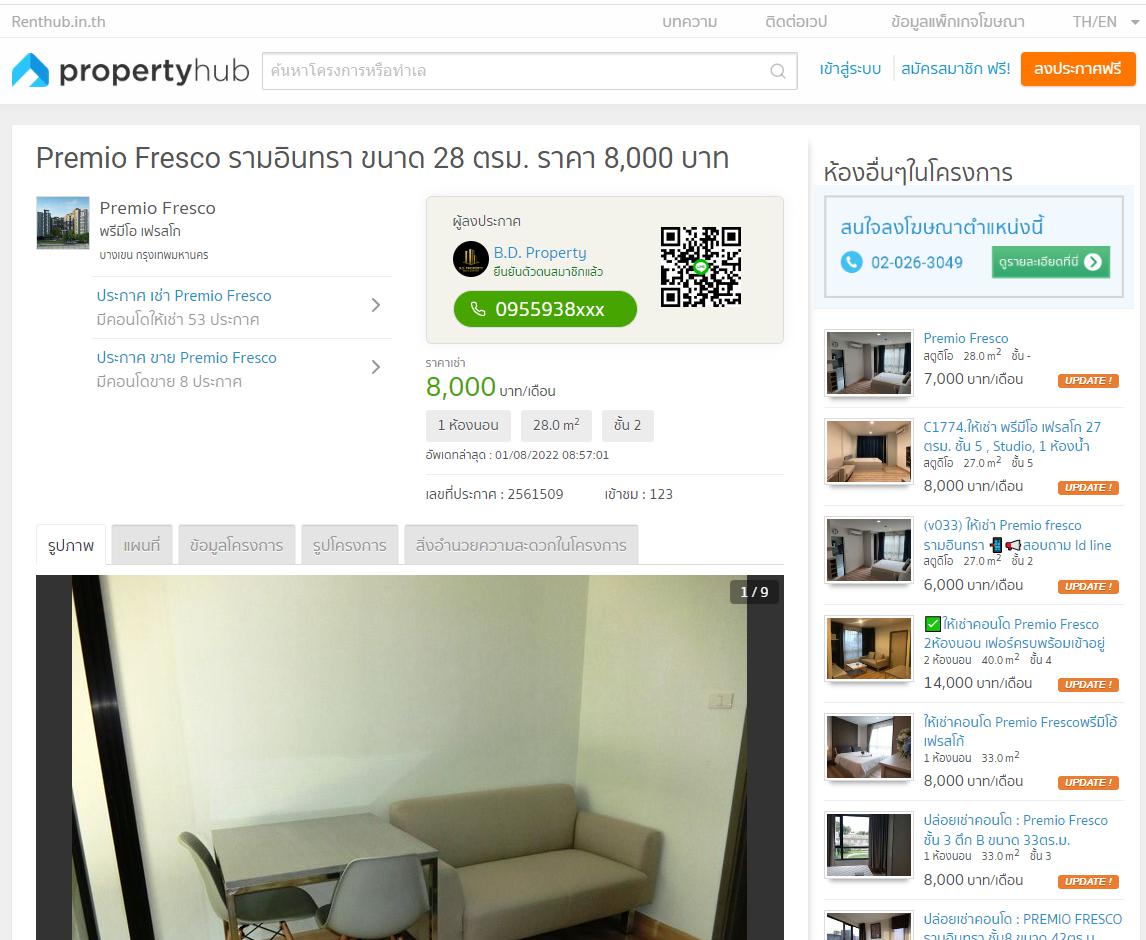 Renthub.in.th
บทความ
ติดต่อเวป
ข้อมูลแพ็กเกจโฆษณา
TH/EN
propertyhub
ค้นหาโครงการหรือทำเล
เข้าสู่ระบบ
สมัครสมาชิก ฟรี!
ลงประกาศฟรี
Premio Fresco รามอินทรา ขนาด 28 ตรม. ราคา 8,000 บาท
Premio Fresco
พรีมีโอ เฟรสโก
บางเขน กรุงเทพมหานคร
ประกาศ เช่า Premio Fresco
มีคอนโดให้เช่า 53 ประกาศ
ประกาศ ขาย Premio Fresco
มีคอนโดขาย 8 ประกาศ
ผู้ลงประกาศ
B.D. Property
ยืนยันตัวตนสมาชิกแล้ว
0955938xxx
ราคาเช่า
8,000 บาท/เดือน
1 ห้องนอน
28.0 m²
ชั้น 2
อัพเดทล่าสุด : 01/08/2022 08:57:01
เลขที่ประกาศ : 2561509
เข้าชม : 123
รูปภาพ
แผนที่
ข้อมูลโครงการ
รูปโครงการ
สิ่งอำนวยความสะดวกในโครงการ
1 / 9
ห้องอื่นๆในโครงการ
สนใจลงโฆษณาตำแหน่งนี้
02-026-3049
ดูรายละเอียดที่นี่
Premio Fresco
สตูดิโอ 28.0 m² ชั้น -
7,000 บาท/เดือน
UPDATE !
C1774.ให้เช่า พรีมีโอ เฟรสโก 27
ตรม. ชั้น 5 , Studio, 1 ห้องน้ำ
สตูดิโอ 27.0 m² ชั้น 5
8,000 บาท/เดือน
UPDATE !
(v033) ให้เช่า Premio fresco
รามอินทรา 📲📢สอบถาม Id line
สตูดิโอ 27.0 m² ชั้น 2
6,000 บาท/เดือน
UPDATE !
✅ให้เช่าคอนโด Premio Fresco
2ห้องนอน เฟอร์ครบพร้อมเข้าอยู่
2 ห้องนอน 40.0 m² ชั้น 4
14,000 บาท/เดือน
UPDATE !
ให้เช่าคอนโด Premio Frescoพรีมิโอ้
เฟรสโก้
1 ห้องนอน 33.0 m²
8,000 บาท/เดือน
UPDATE !
ปล่อยเช่าคอนโด : Premio Fresco
ชั้น 3 ตึก B ขนาด 33ตร.ม.
1 ห้องนอน 33.0 m² ชั้น 3
8,000 บาท/เดือน
UPDATE !
ปล่อยเช่าคอนโด : PREMIO FRESCO
รามอินทรา ชั้น8 ขนาด 42ตร.ม.